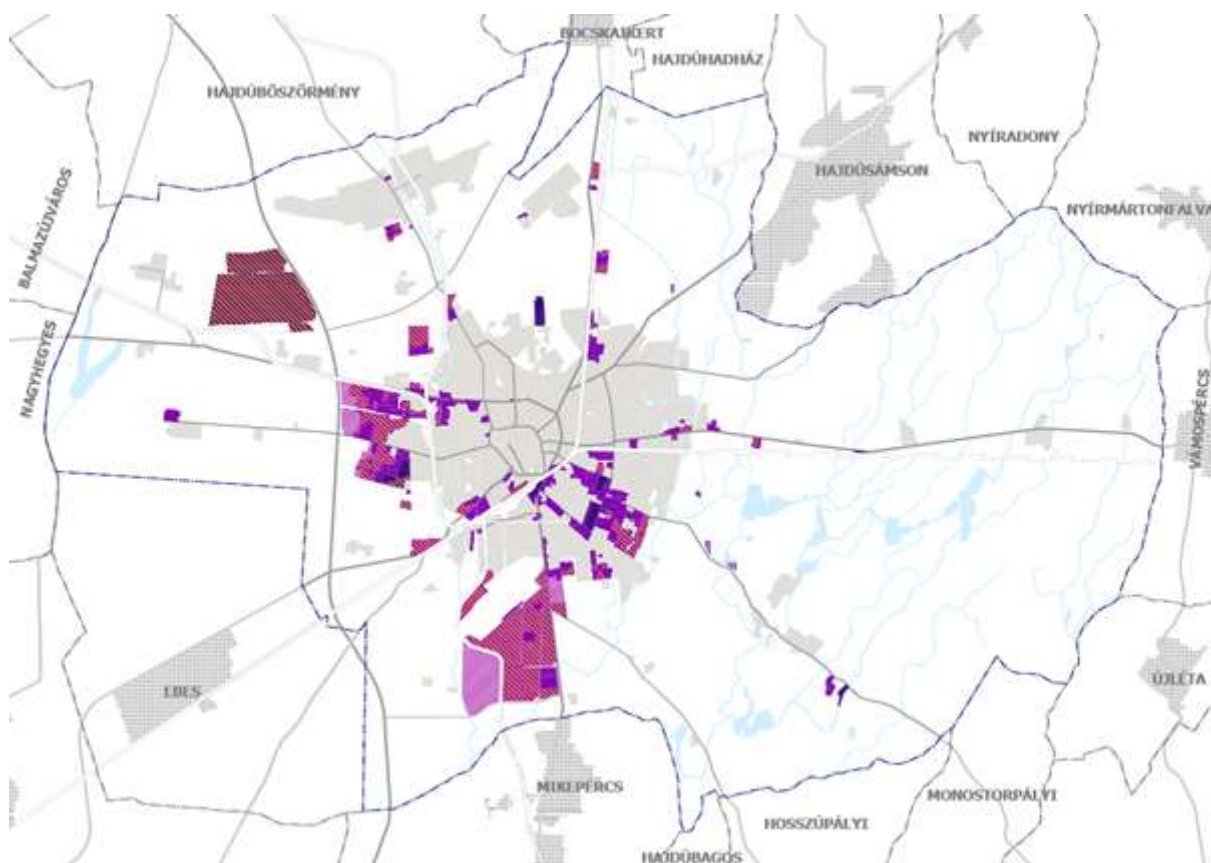 BOCSKAIKERT
HAJDÚHADHÁZ
HAJDÚBÖSZÖRMÉNY
NYÍRADONY
HAJDÚSÁMSON
BALMAZÚJVÁROS
NYÍRMÁRTONFALVA
NAGYHEGYES
VÁMOSPÉRCS
EBES
ÚJLÉTA
MIKEPÉRCS
MONOSTORPÁLYI
HOSSZÚPÁLYI
HAJDÚBAGOS